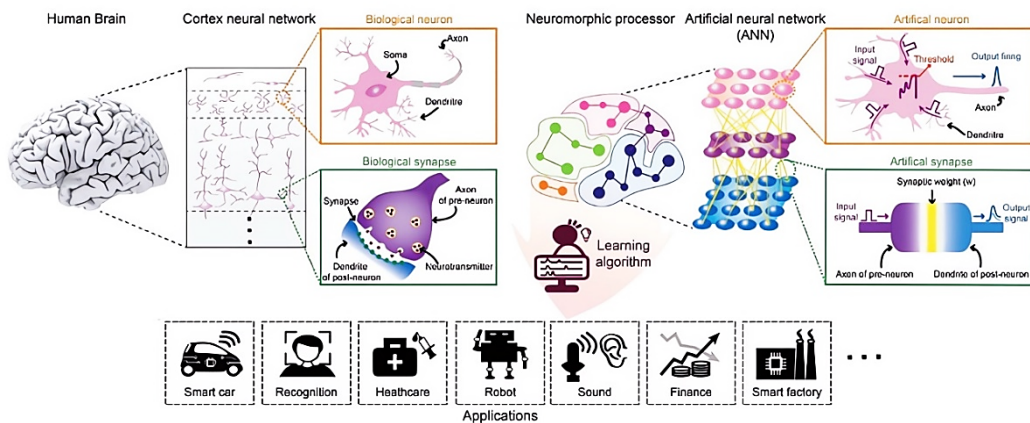 Human Brain
Cortex neural network
Biological neuron
Axon
Soma
Dendritre
Biological synapse
Synapse
Axon
of pre-neuron
Dendrite
of post-neuron
Neurotransmitter
Neuromorphic processor
Artificial neural network
(ANN)
Artifical neuron
Input
signal
Threshold
Output firing
Axon
Dendritre
Artifical synapse
Synaptic weight (w)
Input
signal
Output
signal
Axon of pre-neuron
Dendrite of post-neuron
Learning
algorithm
Smart car
Recognition
Heathcare
Robot
Sound
Finance
Smart factory
Applications